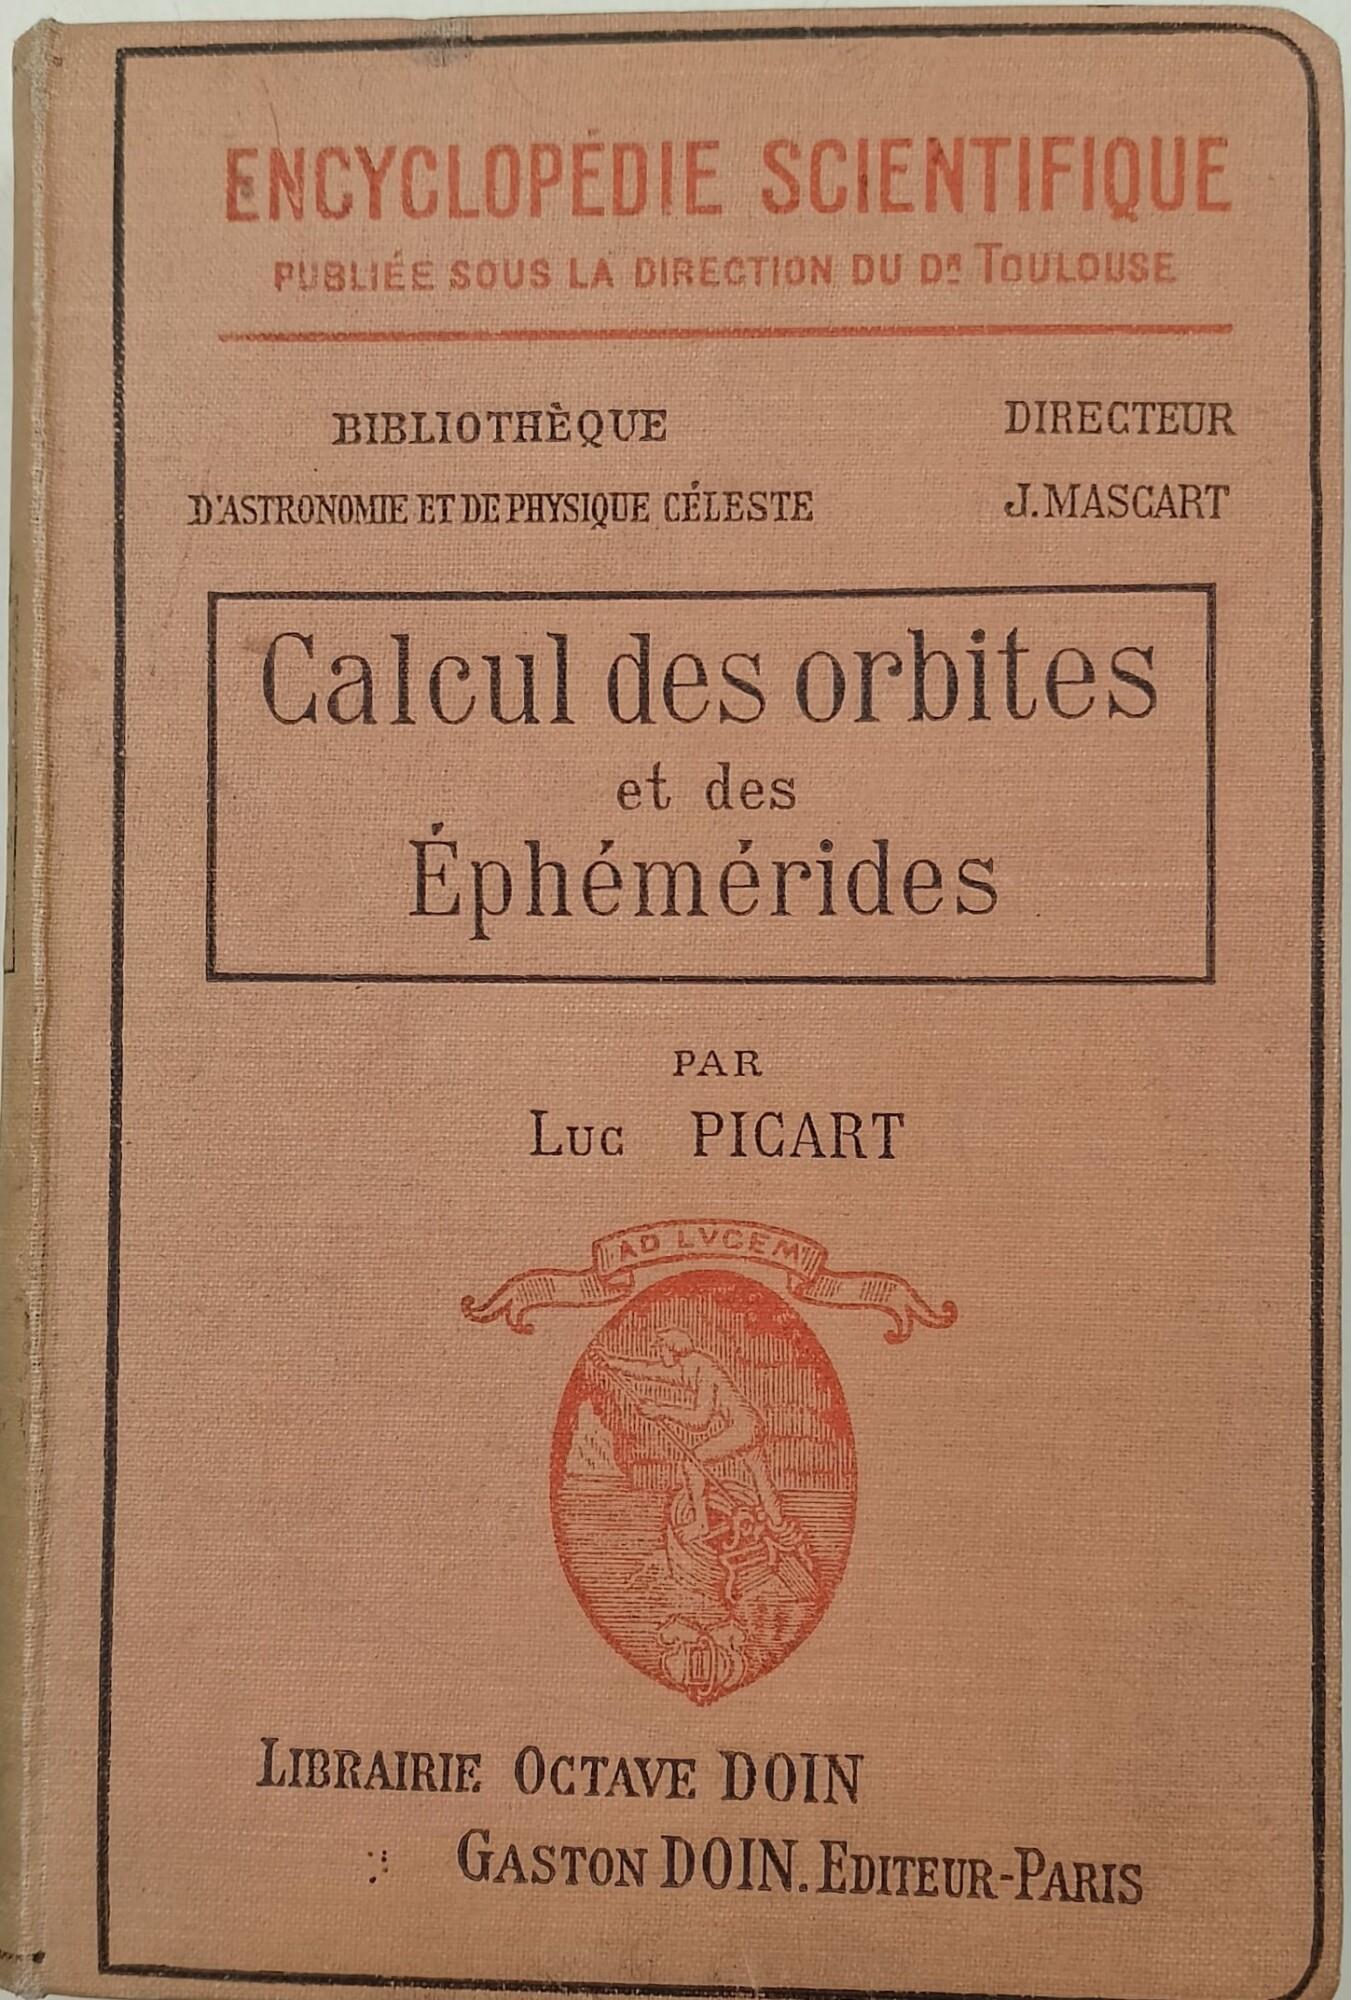 ENCYCLOPÉDIE SCIENTIFIQUE
PUBLIÉE SOUS LA DIRECTION DU DR TOULOUSE
BIBLIOTHÈQUE
D'ASTRONOMIE ET DE PHYSIQUE CÉLESTE
DIRECTEUR
J. MASCART
Calcul des orbites
et des
Éphémérides
PAR
Luc PICART
AD LVCEM
LIBRAIRIE OCTAVE DOIN
GASTON DOIN. EDITEUR-PARIS